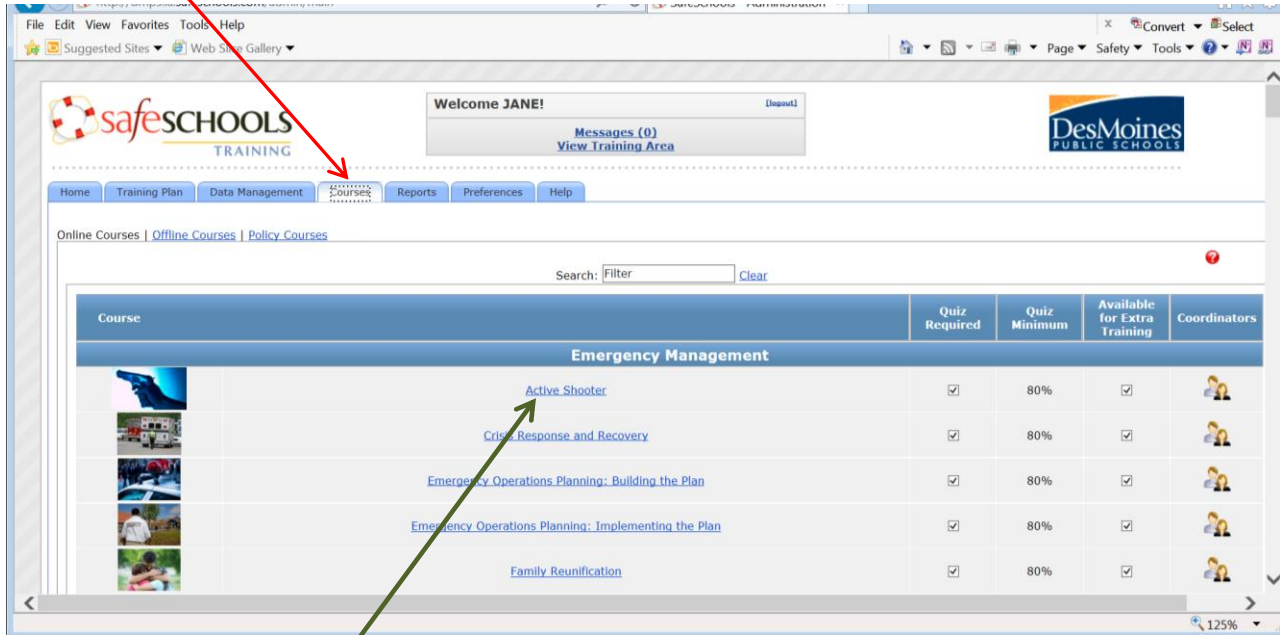 SafeSchools - Administration
File Edit View Favorites Tools Help
x Convert Select
Suggested Sites Web Slice Gallery
Page Safety Tools
safeSCHOOLS
TRAINING
Welcome JANE!
[logout]
Messages (0)
View Training Area
DesMoines
PUBLIC SCHOOLS
Home Training Plan Data Management Courses Reports Preferences Help
Online Courses | Offline Courses | Policy Courses
Search: Filter Clear
Course Quiz Required Quiz Minimum Available for Extra Training Coordinators
Emergency Management
Active Shooter 80%
Crisis Response and Recovery 80%
Emergency Operations Planning: Building the Plan 80%
Emergency Operations Planning: Implementing the Plan 80%
Family Reunification 80%
125%